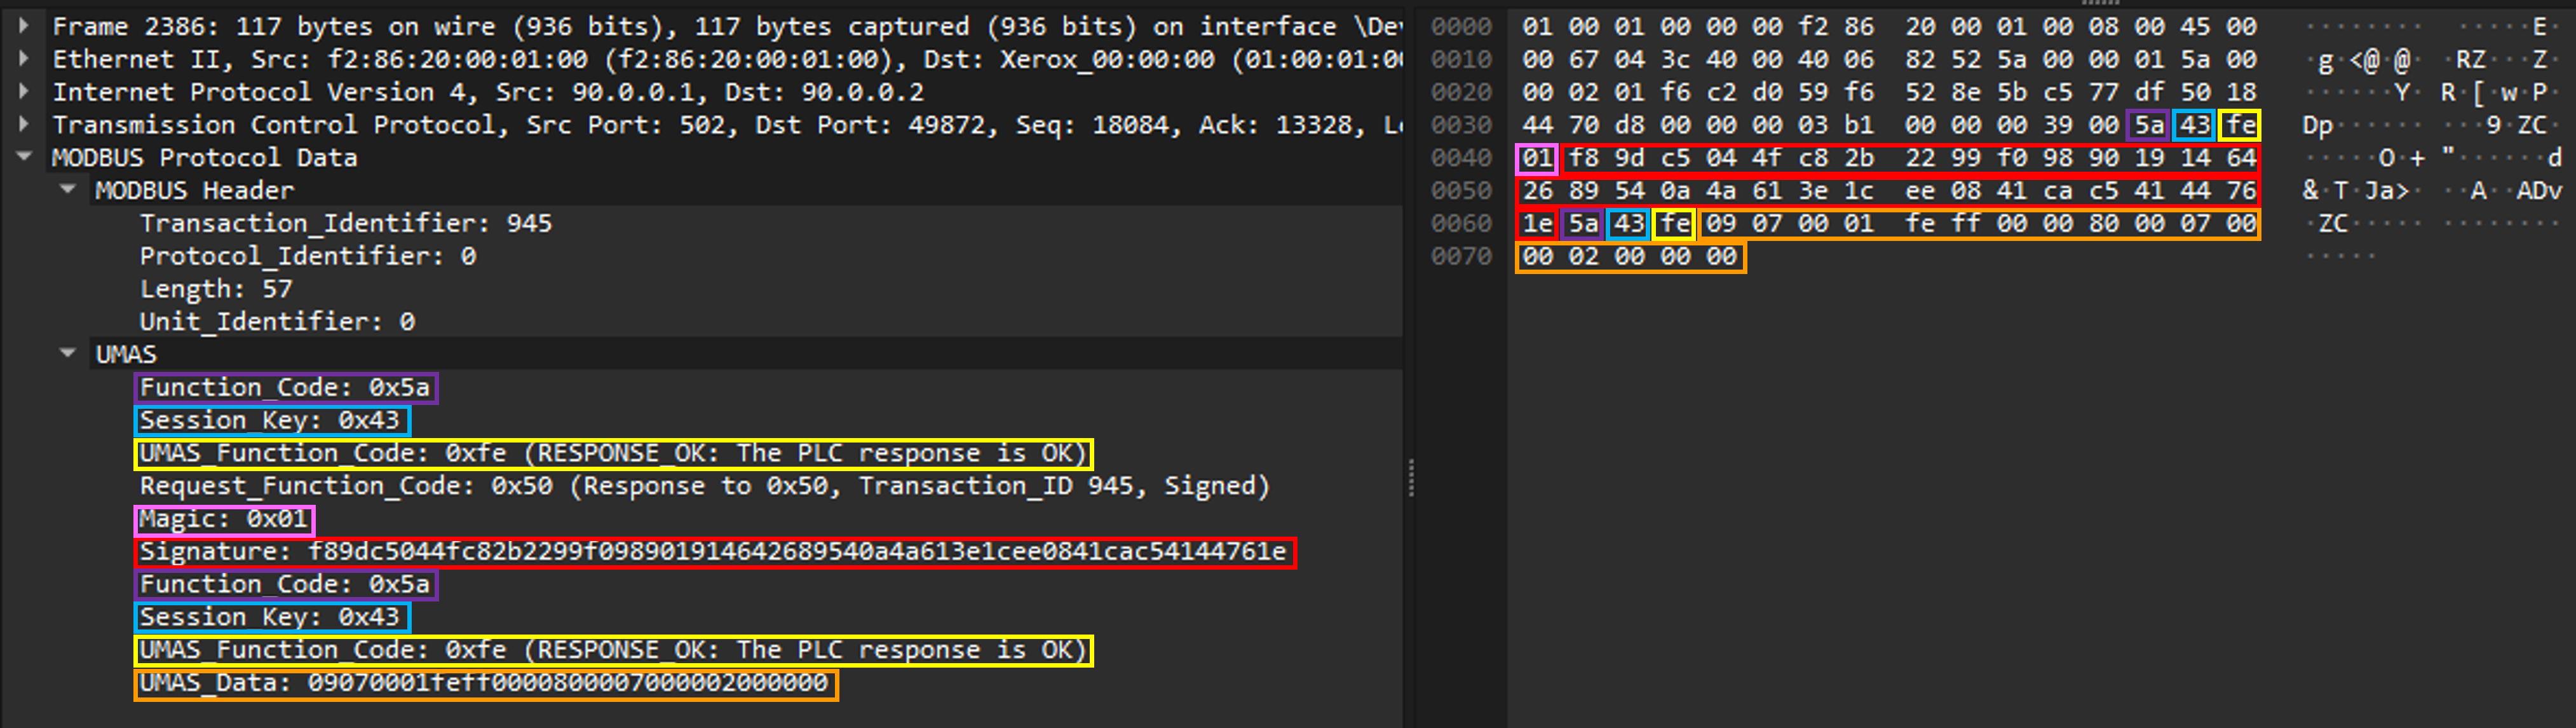 Frame 2386: 117 bytes on wire (936 bits), 117 bytes captured (936 bits) on interface \Dev
Ethernet II, Src: f2:86:20:00:01:00 (f2:86:20:00:01:00), Dst: Xerox_00:00:00 (01:00:01:00
Internet Protocol Version 4, Src: 90.0.0.1, Dst: 90.0.0.2
Transmission Control Protocol, Src Port: 502, Dst Port: 49872, Seq: 18084, Ack: 13328, Le
MODBUS Protocol Data
MODBUS Header
Transaction_Identifier: 945
Protocol_Identifier: 0
Length: 57
Unit_Identifier: 0
UMAS
Function_Code: 0x5a
Session_Key: 0x43
UMAS_Function_Code: 0xfe (RESPONSE_OK: The PLC response is OK)
Request_Function_Code: 0x50 (Response to 0x50, Transaction_ID 945, Signed)
Magic: 0x01
Signature: f89dc5044fc82b2299f098901914642689540a4a613e1cee0841cac54144761e
Function_Code: 0x5a
Session_Key: 0x43
UMAS_Function_Code: 0xfe (RESPONSE_OK: The PLC response is OK)
UMAS_Data: 09070001feff0000800007000002000000
0000 01 00 01 00 00 00 f2 86 20 00 01 00 08 00 45 00 ········ ·····E·
0010 00 67 04 3c 40 00 40 06 82 52 5a 00 00 01 5a 00 ·g·<@·@· ·RZ···Z·
0020 00 02 01 f6 c2 d0 59 f6 52 8e 5b c5 77 df 50 18 ······Y· R·[·w·P·
0030 44 70 d8 00 00 00 03 b1 00 00 00 39 00 5a 43 fe Dp······ ···9·ZC·
0040 01 f8 9d c5 04 4f c8 2b 22 99 f0 98 90 19 14 64 ·····O·+ "······d
0050 26 89 54 0a 4a 61 3e 1c ee 08 41 ca c5 41 44 76 &·T·Ja>· ··A··ADv
0060 1e 5a 43 fe 09 07 00 01 fe ff 00 00 80 00 07 00 ·ZC····· ········
0070 00 02 00 00 00 ·····